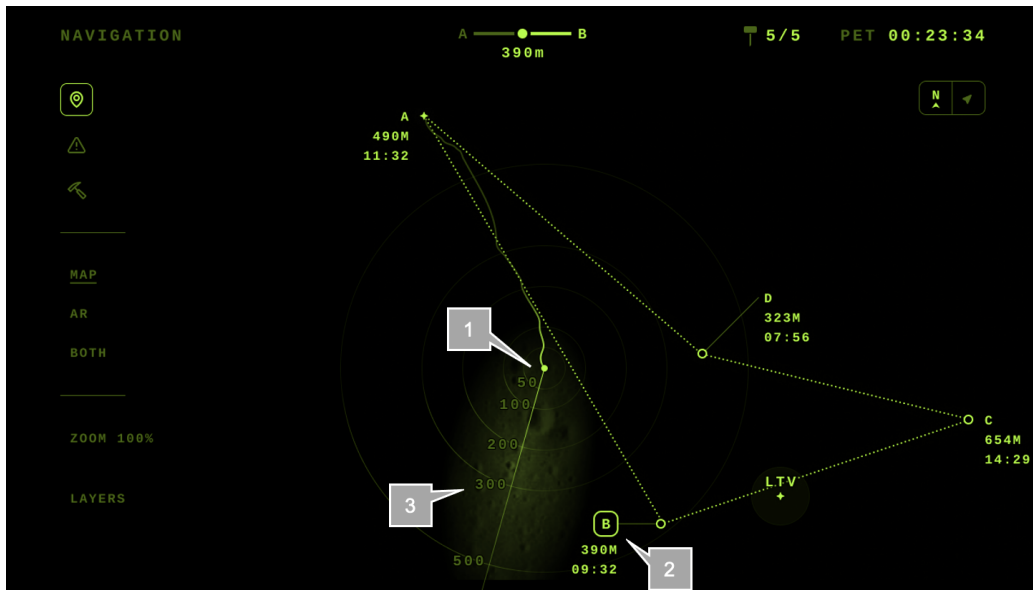 NAVIGATION
A B
390m
5/5
PET 00:23:34
N
A
490M
11:32
MAP
AR
BOTH
ZOOM 100%
LAYERS
1
D
323M
07:56
50
100
200
300
500
3
C
654M
14:29
LTV
B
390M
09:32
2